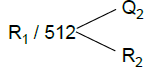 Q₂
R₁ / 512
R₂